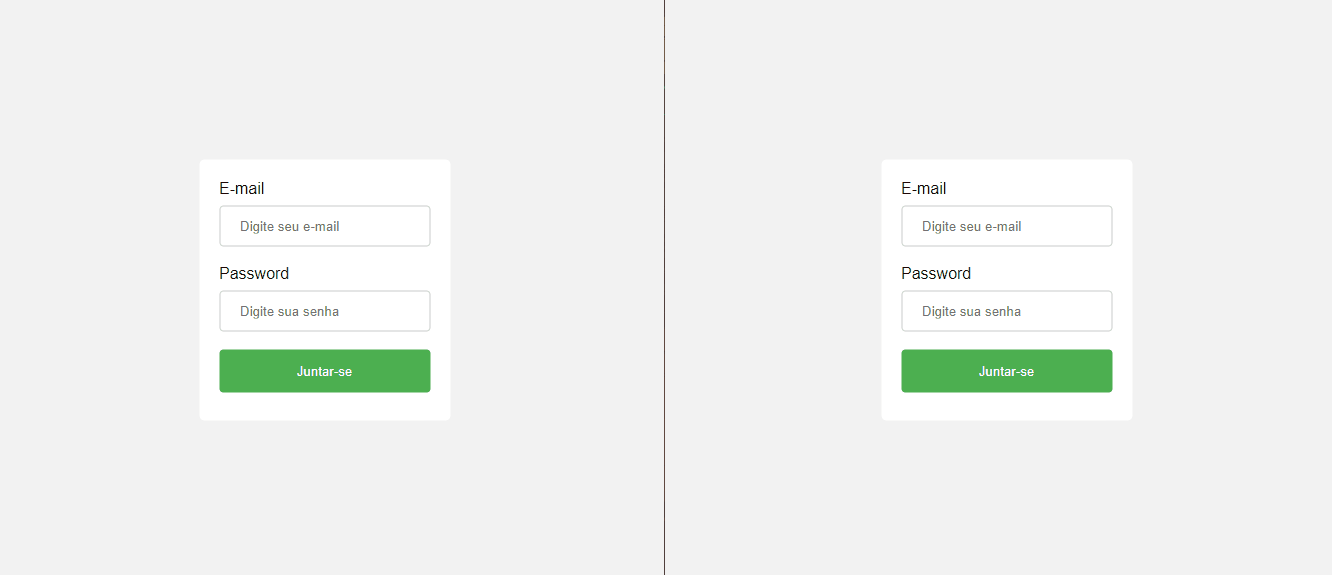 E-mail
Digite seu e-mail
Password
Digite sua senha
Juntar-se
E-mail
Digite seu e-mail
Password
Digite sua senha
Juntar-se